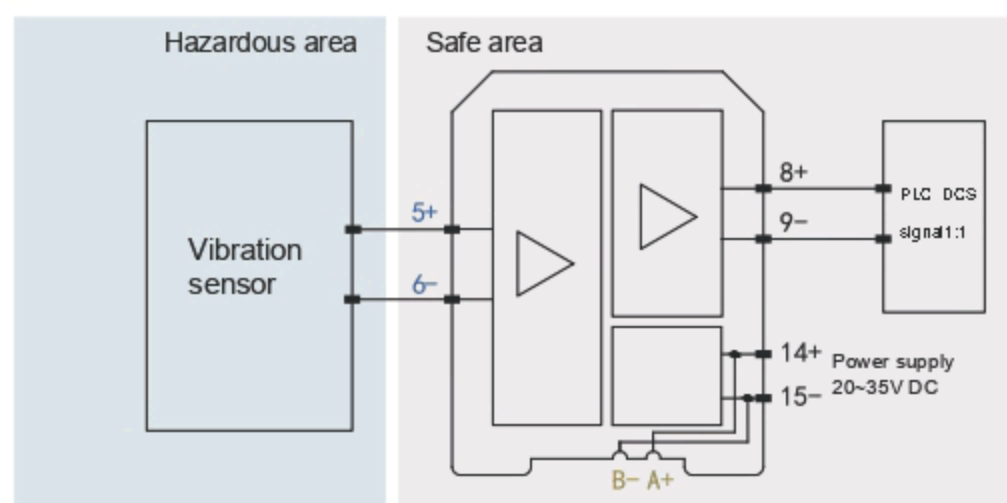 Hazardous area
Safe area
Vibration
sensor
5+
6-
8+
9-
PLC DCS
signal1:1
14+
15-
Power supply
20~35V DC
B- A+